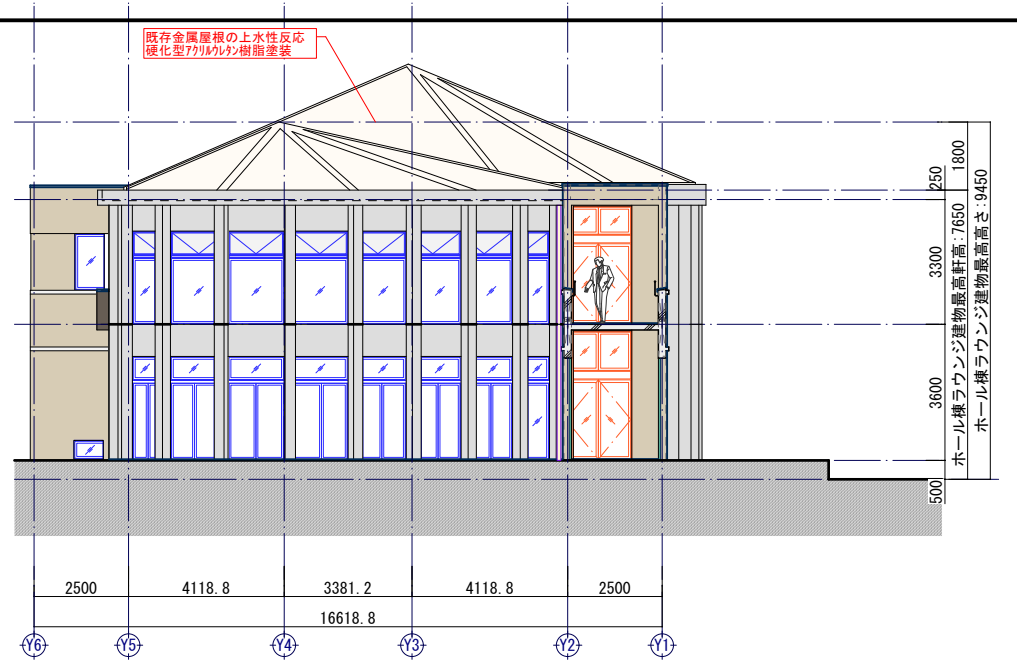 既存金属屋根の上水性反応
硬化型ｱｸﾘﾙｳﾚﾀﾝ樹脂塗装
1800
250
3300
3600
500
ホール棟ラウンジ建物最高軒高:7650
ホール棟ラウンジ建物最高高さ:9450
2500
4118.8
3381.2
4118.8
2500
16618.8
Y6
Y5
Y4
Y3
Y2
Y1